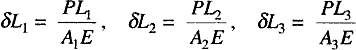 δL₁ = PL₁/A₁E, δL₂ = PL₂/A₂E, δL₃ = PL₃/A₃E